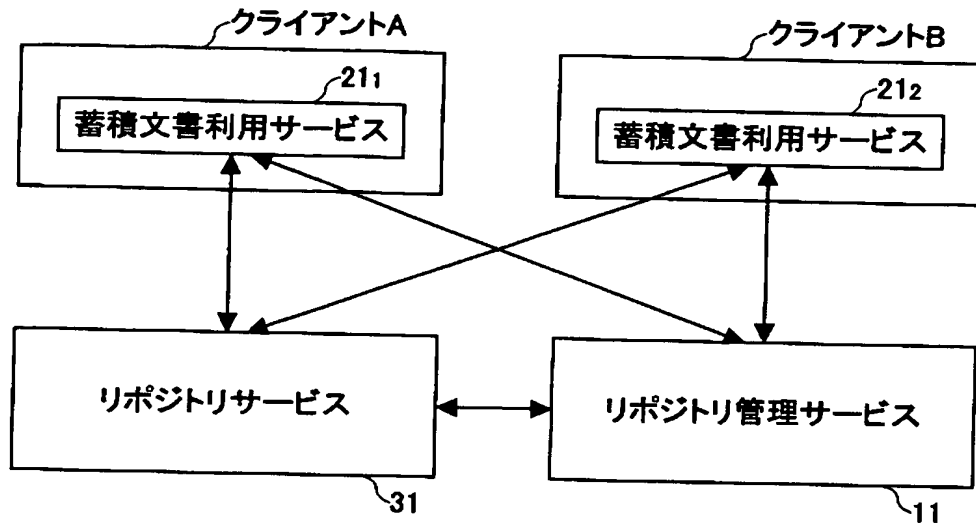 クライアントA
クライアントB
21₁
蓄積文書利用サービス
21₂
蓄積文書利用サービス
リポジトリサービス
リポジトリ管理サービス
31
11